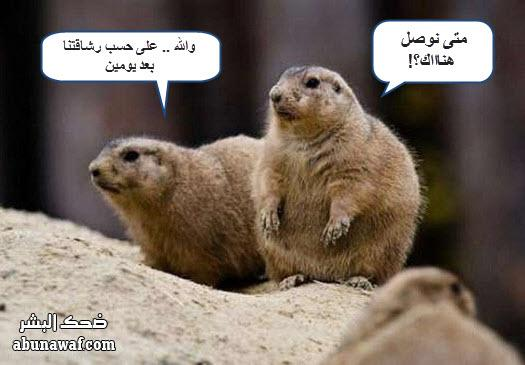 متى نوصل
هناااك؟!
والله .. على حسب رشاقتنا
بعد يومين
ضحك البشر
abunawaf.com